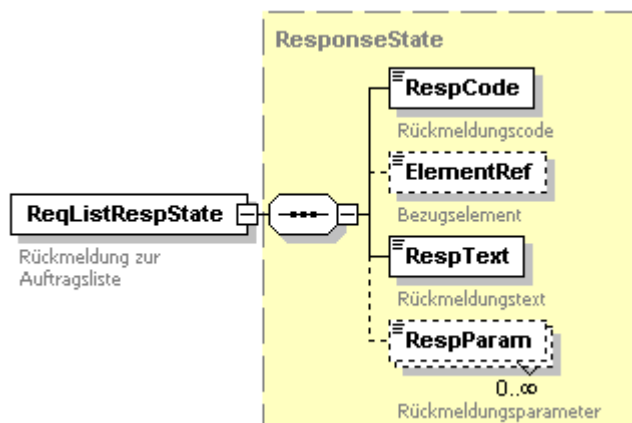 ResponseState
RespCode
Rückmeldungscode
ElementRef
Bezugselement
ReqListRespState
Rückmeldung zur
Auftragsliste
RespText
Rückmeldungstext
RespParam
0..∞
Rückmeldungsparameter